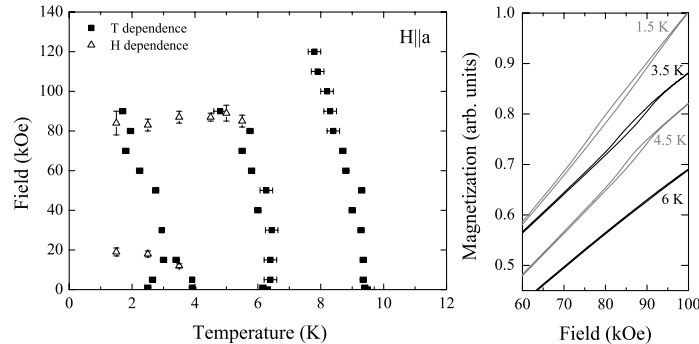 H||a
T dependence
H dependence
Field (kOe)
140
120
100
80
60
40
20
0
0 2 4 6 8 10 12
Temperature (K)
Magnetization (arb. units)
1.0
0.9
0.8
0.7
0.6
0.5
1.5 K
3.5 K
4.5 K
6 K
60 70 80 90 100
Field (kOe)